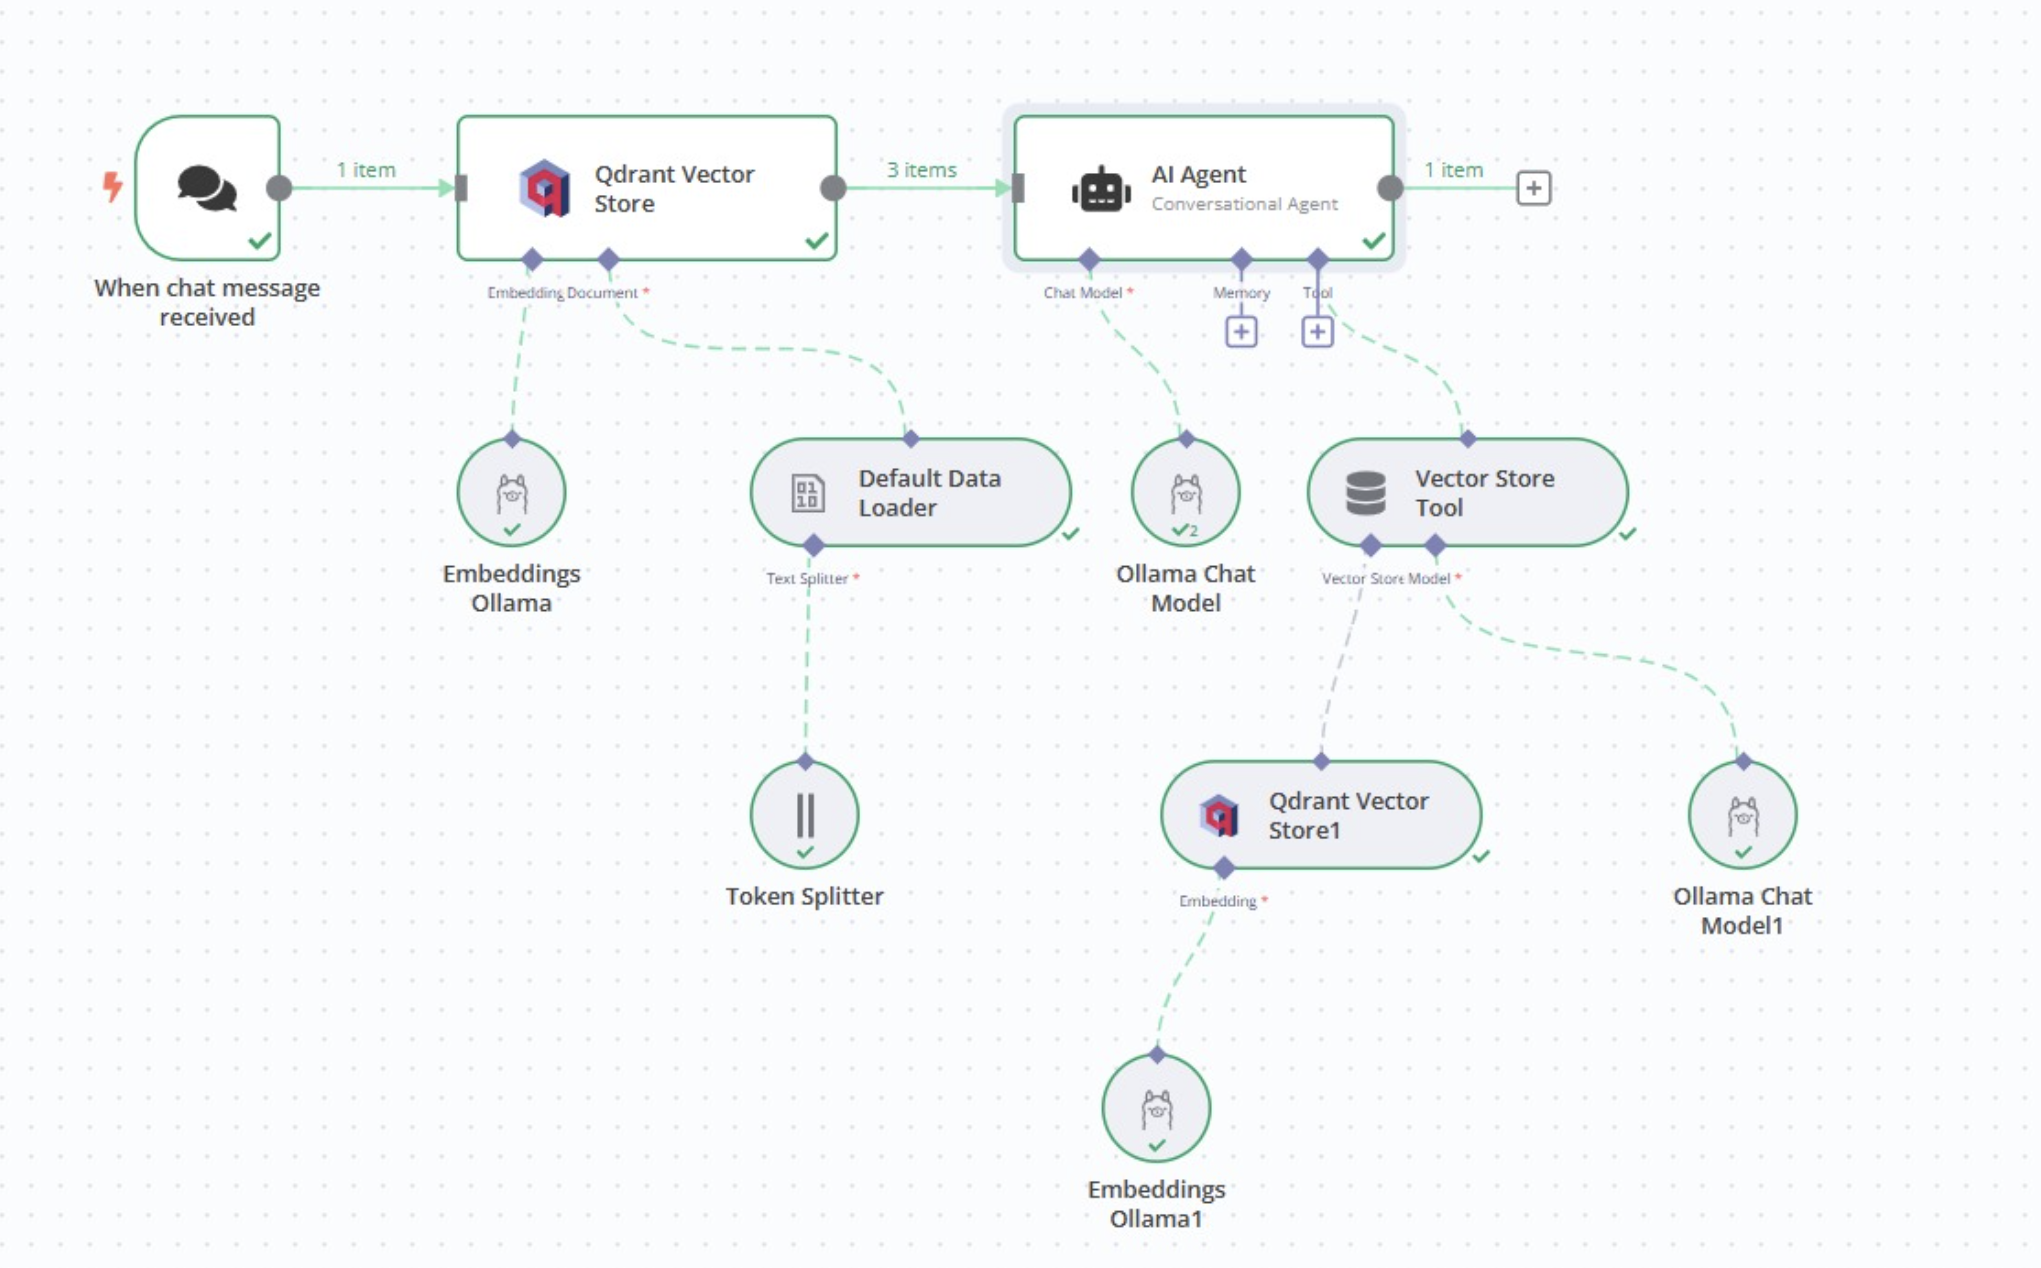 1 item
Qdrant Vector
Store
3 items
AI Agent
Conversational Agent
1 item
When chat message
received
Embedding
Document *
Chat Model *
Memory
Tool
Embeddings
Ollama
01
10
Default Data
Loader
2
Ollama Chat
Model
Vector Store
Tool
Text Splitter *
Vector Store
Model *
Token Splitter
Qdrant Vector
Store1
Ollama Chat
Model1
Embedding *
Embeddings
Ollama1